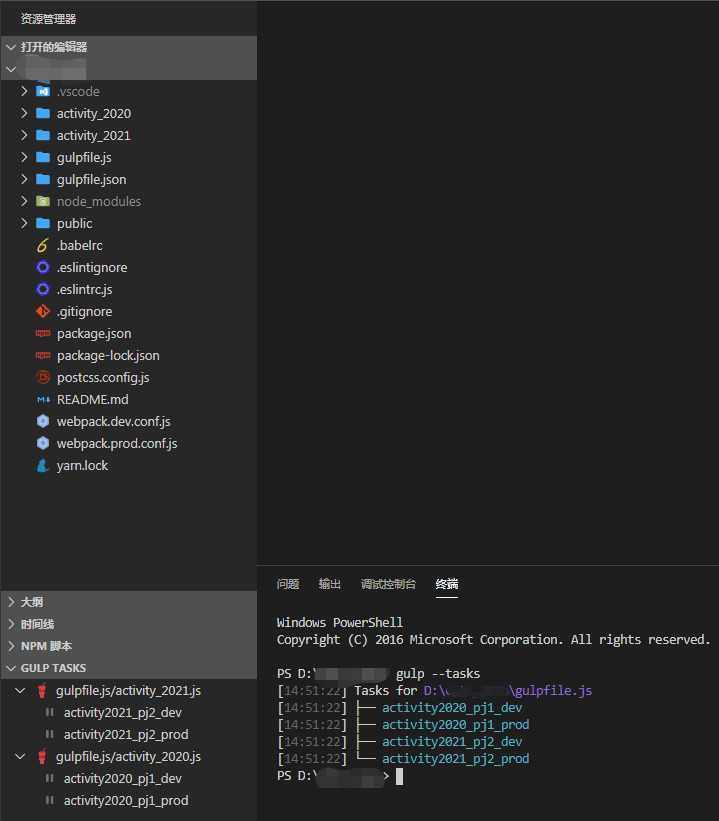 资源管理器
打开的编辑器
.vscode
activity_2020
activity_2021
gulpfile.js
gulpfile.json
node_modules
public
.babelrc
.eslintignore
.eslintrc.js
.gitignore
package.json
package-lock.json
postcss.config.js
README.md
webpack.dev.conf.js
webpack.prod.conf.js
yarn.lock
大纲
时间线
NPM 脚本
GULP TASKS
gulpfile.js/activity_2021.js
activity2021_pj2_dev
activity2021_pj2_prod
gulpfile.js/activity_2020.js
activity2020_pj1_dev
activity2020_pj1_prod
问题 输出 调试控制台 终端
Windows PowerShell
Copyright (C) 2016 Microsoft Corporation. All rights reserved.
PS D:\ gulp --tasks
[14:51:22] Tasks for D:\ \gulpfile.js
[14:51:22] ├── activity2020_pj1_dev
[14:51:22] ├── activity2020_pj1_prod
[14:51:22] ├── activity2021_pj2_dev
[14:51:22] └── activity2021_pj2_prod
PS D:\ >